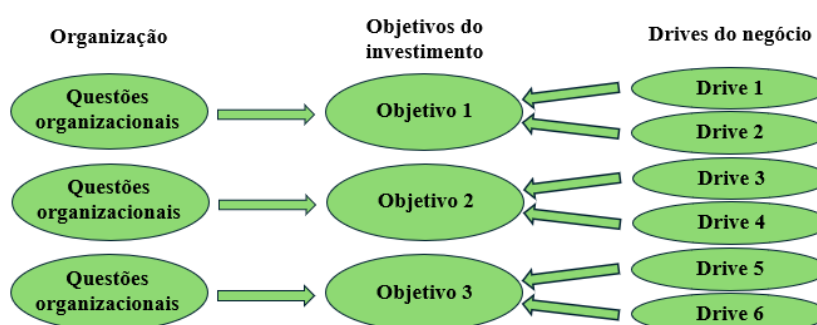 Organização
Objetivos do
investimento
Drives do negócio
Questões
organizacionais
Objetivo 1
Drive 1
Drive 2
Questões
organizacionais
Objetivo 2
Drive 3
Drive 4
Questões
organizacionais
Objetivo 3
Drive 5
Drive 6